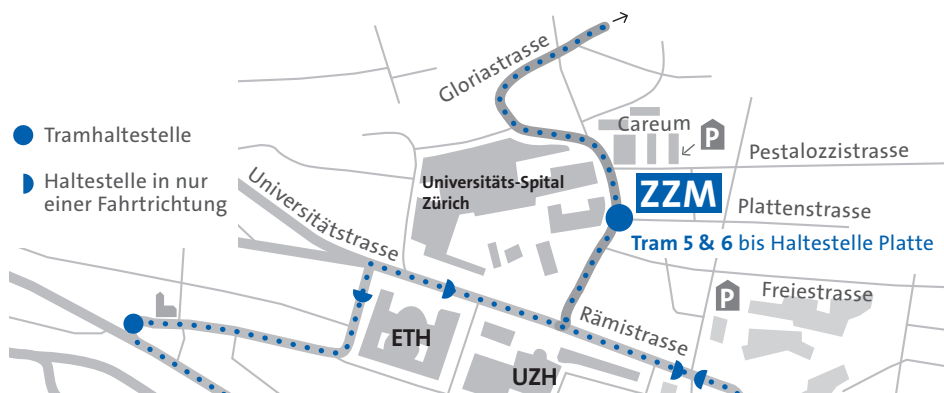 Gloriastrasse
Tramhaltestelle
Careum
P
Pestalozzistrasse
Haltestelle in nur
einer Fahrtrichtung
Universitätstrasse
Universitäts-Spital
Zürich
ZZM
Plattenstrasse
Tram 5 & 6 bis Haltestelle Platte
P
Freiestrasse
Rämistrasse
ETH
UZH